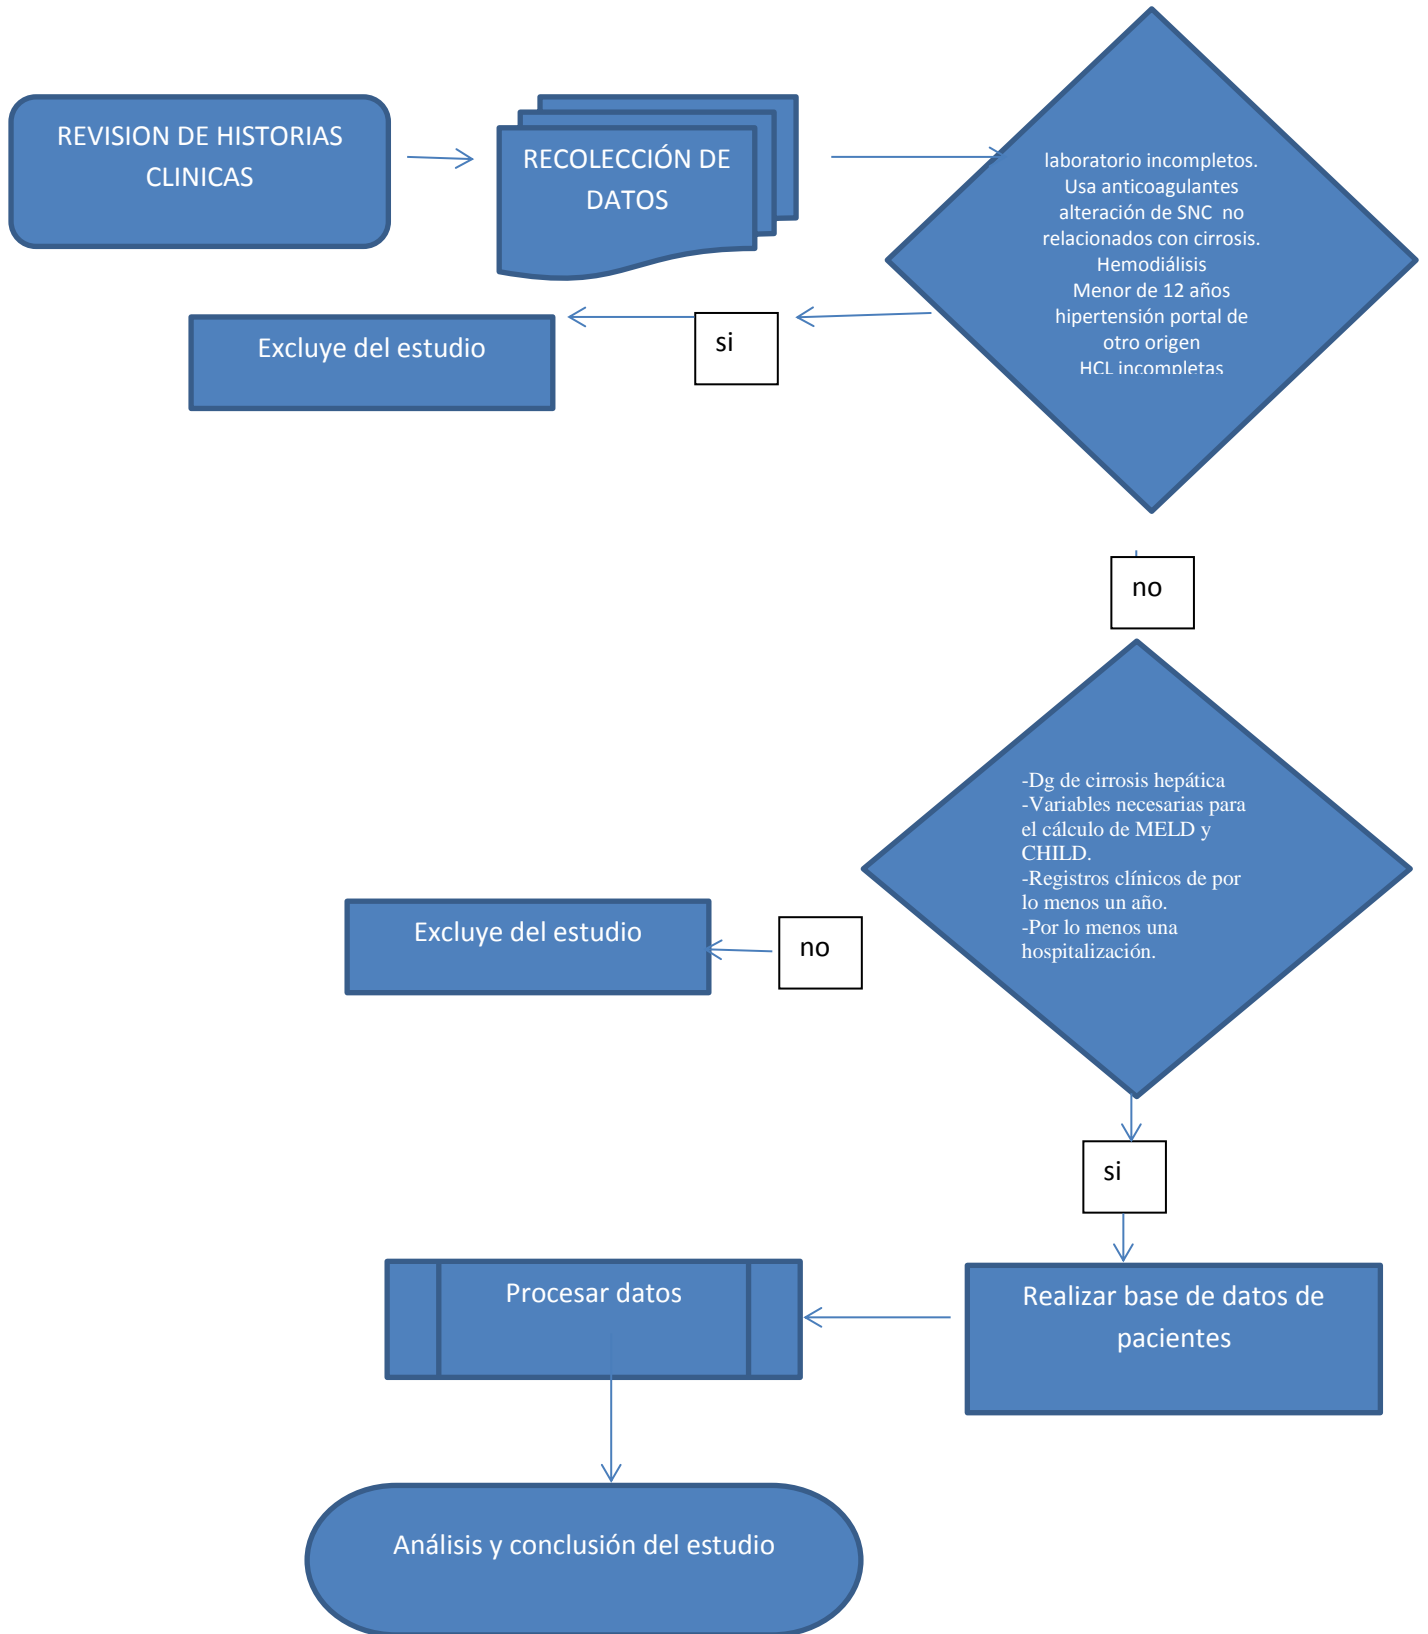 REVISION DE HISTORIAS
CLINICAS
RECOLECCIÓN DE
DATOS
laboratorio incompletos.
Usa anticoagulantes
alteración de SNC no
relacionados con cirrosis.
Hemodiálisis
Menor de 12 años
hipertensión portal de
otro origen
HCL incompletas
si
Excluye del estudio
no
-Dg de cirrosis hepática
-Variables necesarias para
el cálculo de MELD y
CHILD.
-Registros clínicos de por
lo menos un año.
-Por lo menos una
hospitalización.
no
Excluye del estudio
si
Realizar base de datos de
pacientes
Procesar datos
Análisis y conclusión del estudio